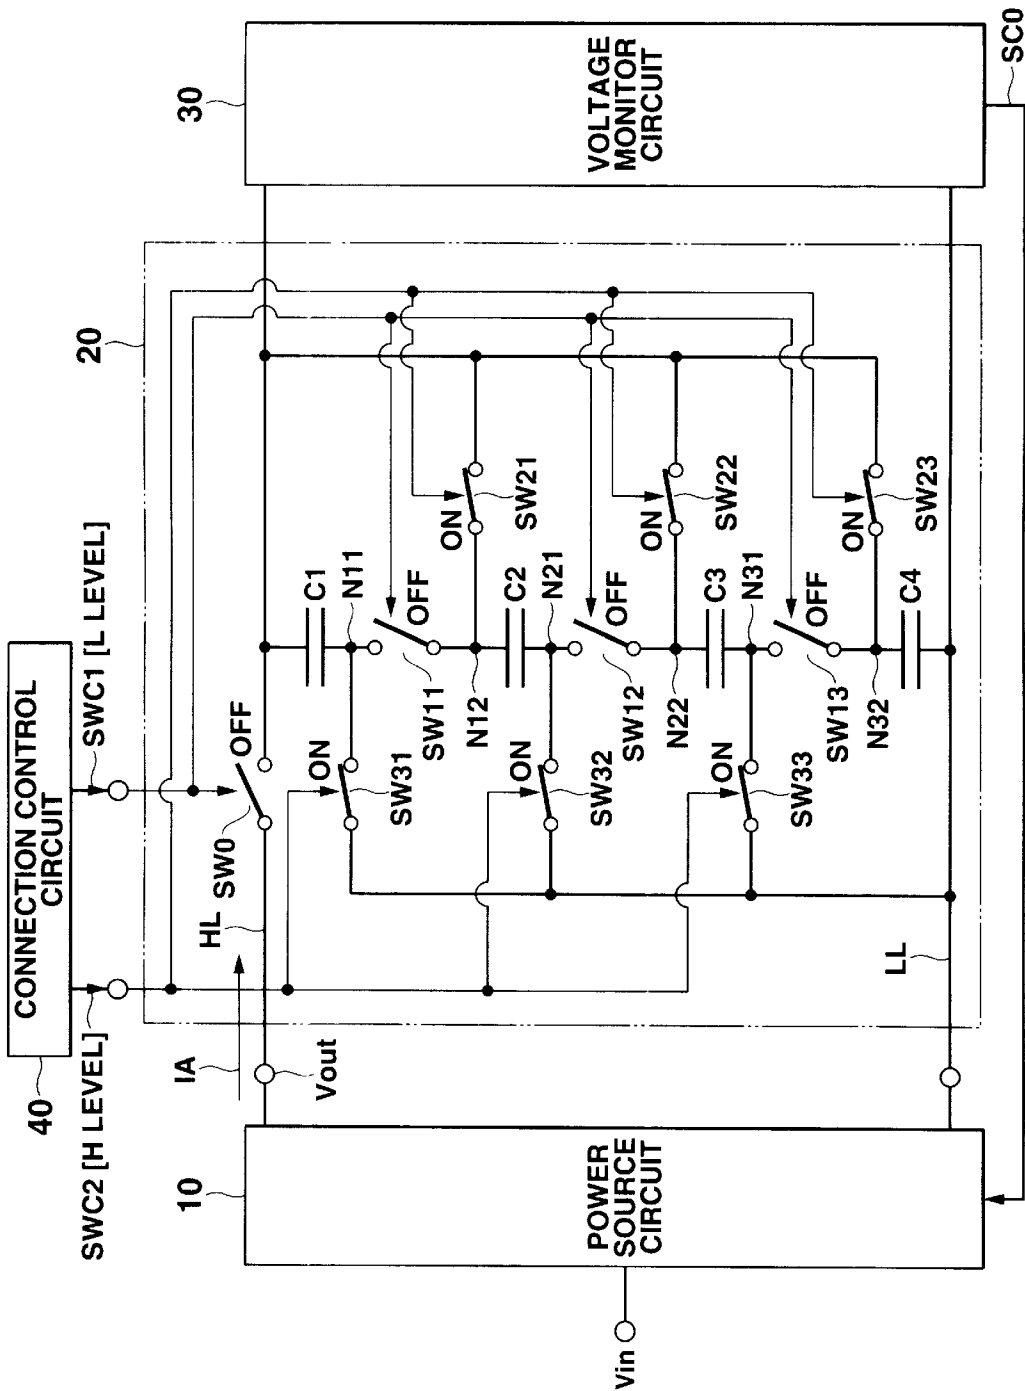 CONNECTION CONTROL
CIRCUIT
40
SWC2 [H LEVEL]
SWC1 [L LEVEL]
20
30
10
IA
HL
SW0
OFF
Vout
Vin
POWER
SOURCE
CIRCUIT
VOLTAGE
MONITOR
CIRCUIT
SC0
C1
N11
ON
SW31
OFF
SW11
N12
ON
SW21
C2
N21
ON
SW32
OFF
SW12
N22
ON
SW22
C3
N31
ON
SW33
OFF
SW13
N32
ON
SW23
C4
LL